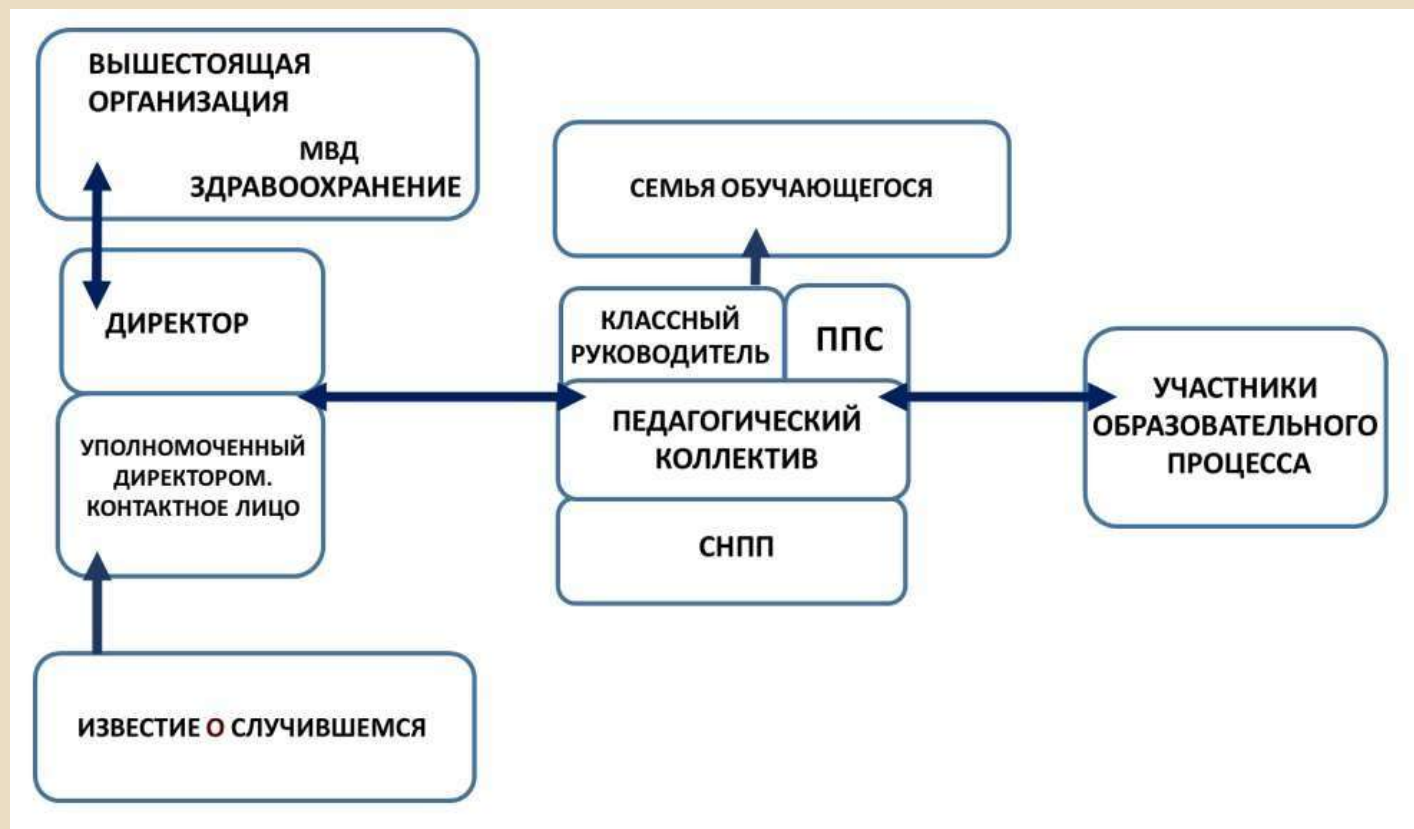 ВЫШЕСТОЯЩАЯ
ОРГАНИЗАЦИЯ
МВД
ЗДРАВООХРАНЕНИЕ
СЕМЬЯ ОБУЧАЮЩЕГОСЯ
ДИРЕКТОР
КЛАССНЫЙ
РУКОВОДИТЕЛЬ
ППС
УЧАСТНИКИ
ОБРАЗОВАТЕЛЬНОГО
ПРОЦЕССА
ПЕДАГОГИЧЕСКИЙ
КОЛЛЕКТИВ
УПОЛНОМОЧЕННЫЙ
ДИРЕКТОРОМ.
КОНТАКТНОЕ ЛИЦО
СНПП
ИЗВЕСТИЕ О СЛУЧИВШЕМСЯ